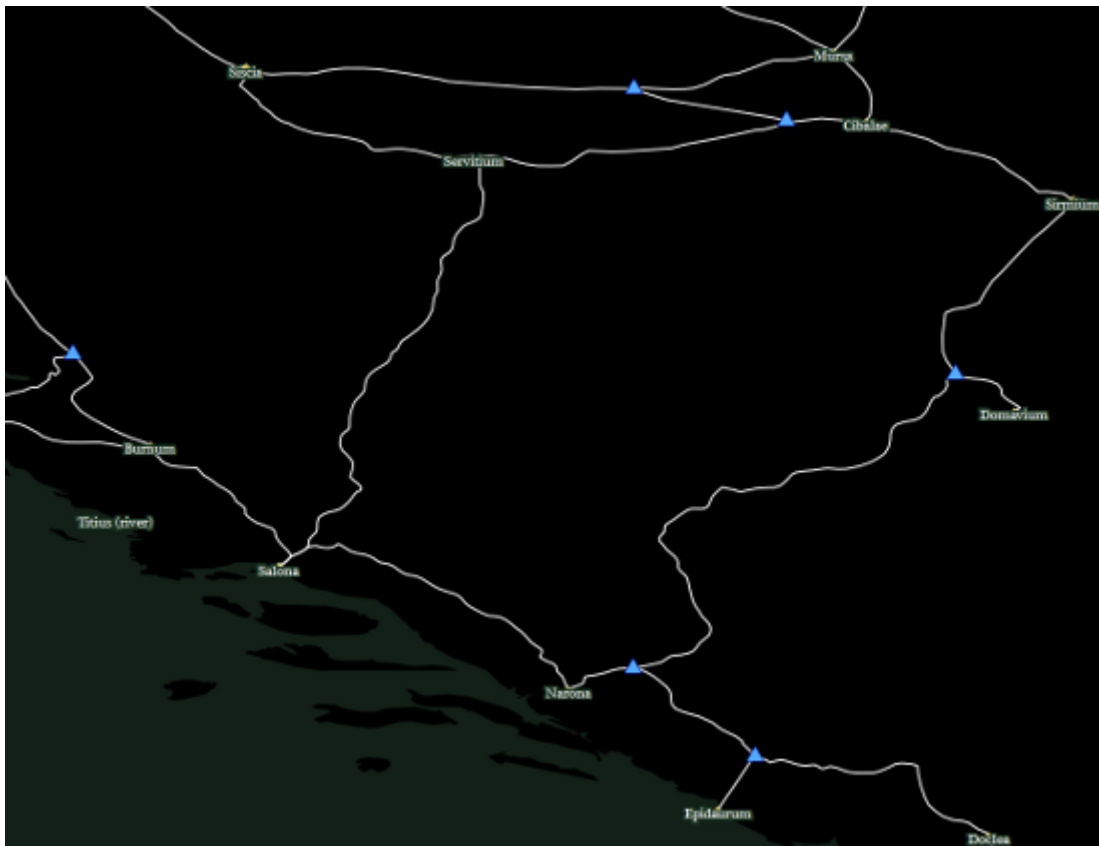 Mursa
Siscia
Cibalae
Servitium
Sirmium
Domavium
Burnum
Titius (river)
Salona
Narona
Epidaurum
Doclea